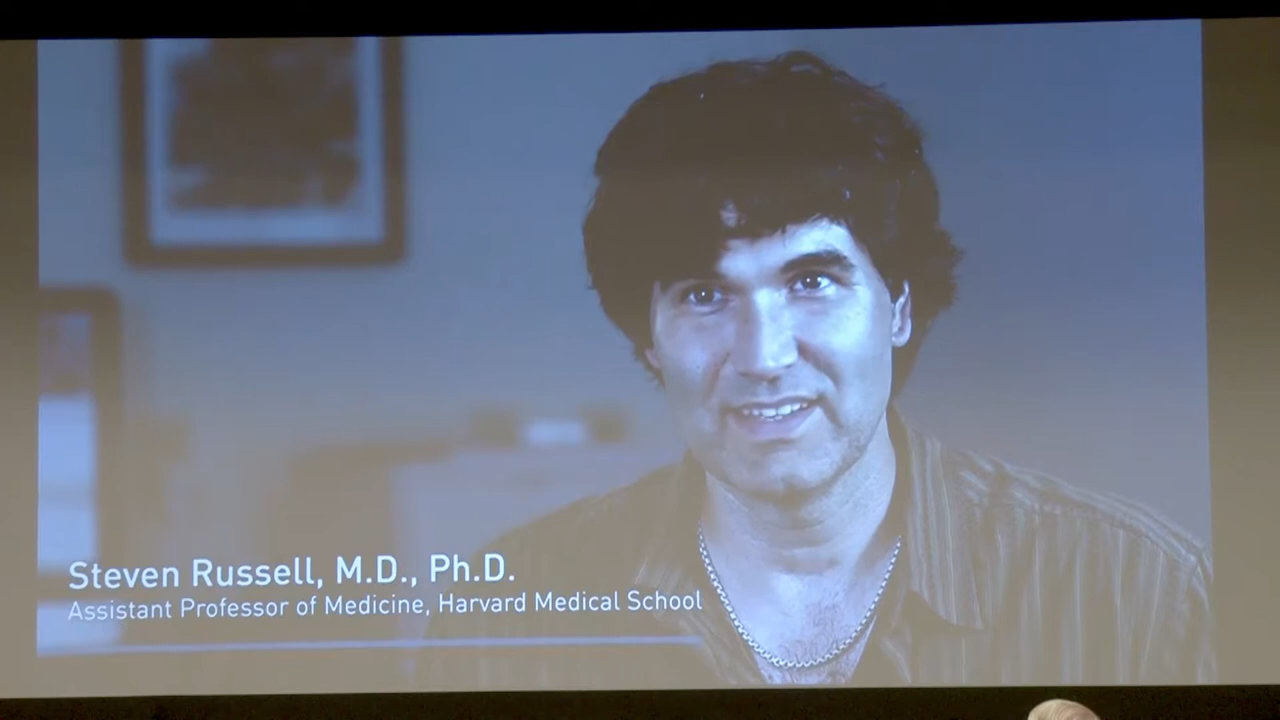 Steven Russell, M.D., Ph.D.
Assistant Professor of Medicine, Harvard Medical School